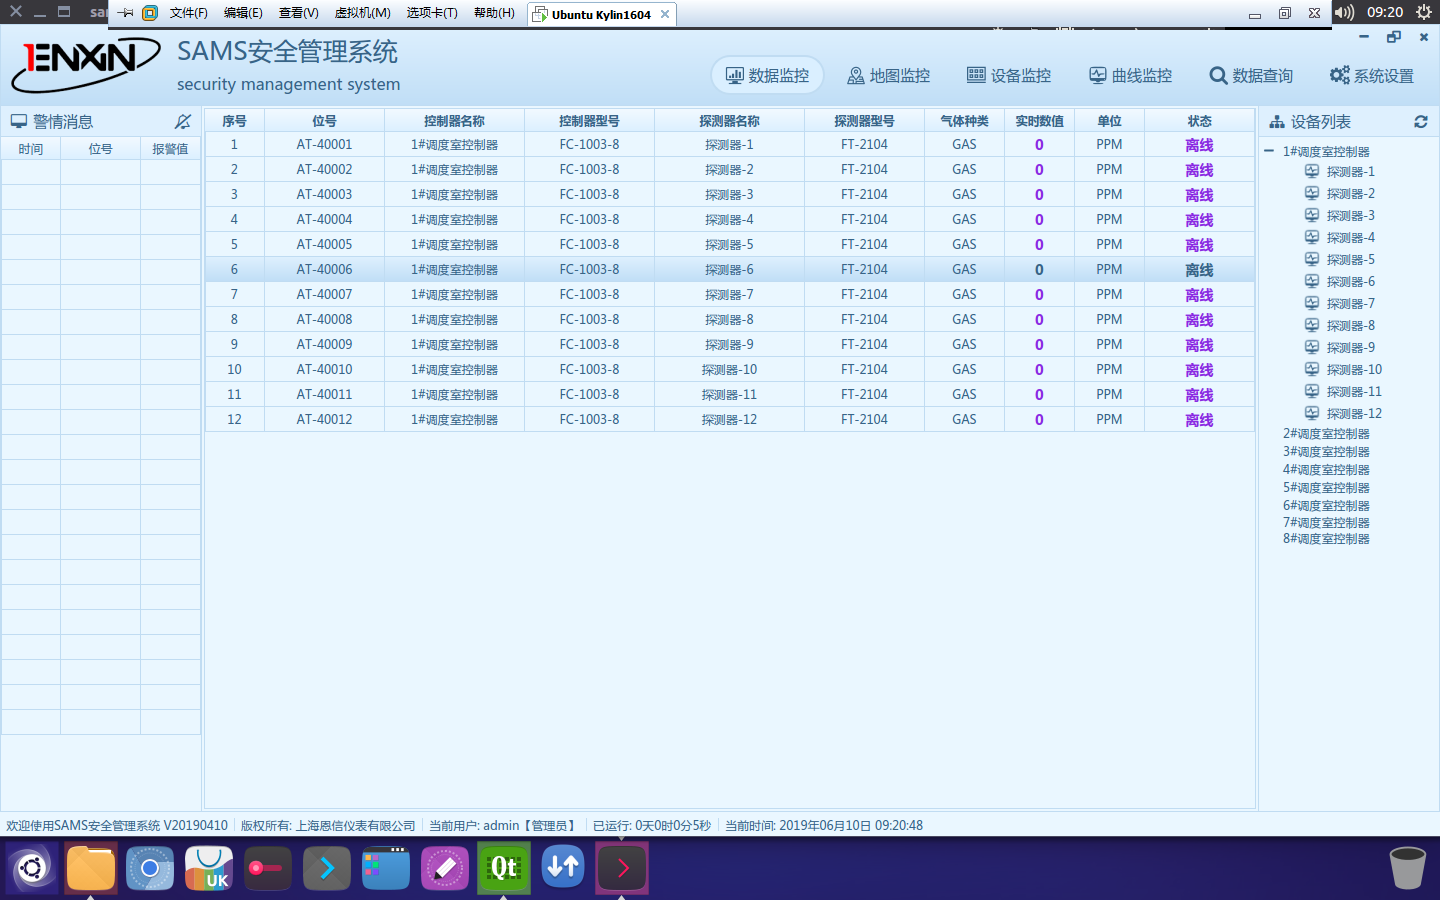 文件(F) 编辑(E) 查看(V) 虚拟机(M) 选项卡(T) 帮助(H) Ubuntu Kylin1604 09:20
1ENXIN
SAMS安全管理系统
security management system
数据监控 地图监控 设备监控 曲线监控 数据查询 系统设置
警情消息
时间 位号 报警值
序号 位号 控制器名称 控制器型号 探测器名称 探测器型号 气体种类 实时数值 单位 状态
1 AT-40001 1#调度室控制器 FC-1003-8 探测器-1 FT-2104 GAS 0 PPM 离线
2 AT-40002 1#调度室控制器 FC-1003-8 探测器-2 FT-2104 GAS 0 PPM 离线
3 AT-40003 1#调度室控制器 FC-1003-8 探测器-3 FT-2104 GAS 0 PPM 离线
4 AT-40004 1#调度室控制器 FC-1003-8 探测器-4 FT-2104 GAS 0 PPM 离线
5 AT-40005 1#调度室控制器 FC-1003-8 探测器-5 FT-2104 GAS 0 PPM 离线
6 AT-40006 1#调度室控制器 FC-1003-8 探测器-6 FT-2104 GAS 0 PPM 离线
7 AT-40007 1#调度室控制器 FC-1003-8 探测器-7 FT-2104 GAS 0 PPM 离线
8 AT-40008 1#调度室控制器 FC-1003-8 探测器-8 FT-2104 GAS 0 PPM 离线
9 AT-40009 1#调度室控制器 FC-1003-8 探测器-9 FT-2104 GAS 0 PPM 离线
10 AT-40010 1#调度室控制器 FC-1003-8 探测器-10 FT-2104 GAS 0 PPM 离线
11 AT-40011 1#调度室控制器 FC-1003-8 探测器-11 FT-2104 GAS 0 PPM 离线
12 AT-40012 1#调度室控制器 FC-1003-8 探测器-12 FT-2104 GAS 0 PPM 离线
设备列表
1#调度室控制器
探测器-1
探测器-2
探测器-3
探测器-4
探测器-5
探测器-6
探测器-7
探测器-8
探测器-9
探测器-10
探测器-11
探测器-12
2#调度室控制器
3#调度室控制器
4#调度室控制器
5#调度室控制器
6#调度室控制器
7#调度室控制器
8#调度室控制器
欢迎使用SAMS安全管理系统 V20190410 版权所有: 上海恩信仪表有限公司 当前用户: admin【管理员】 已运行: 0天0时0分5秒 当前时间: 2019年06月10日 09:20:48
UK
Qt